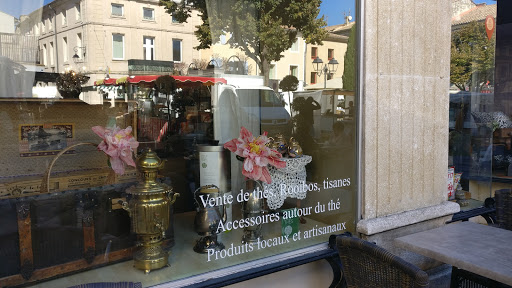 Vente de thés, Rooibos, tisanes
Accessoires autour du thé
Produits locaux et artisanaux